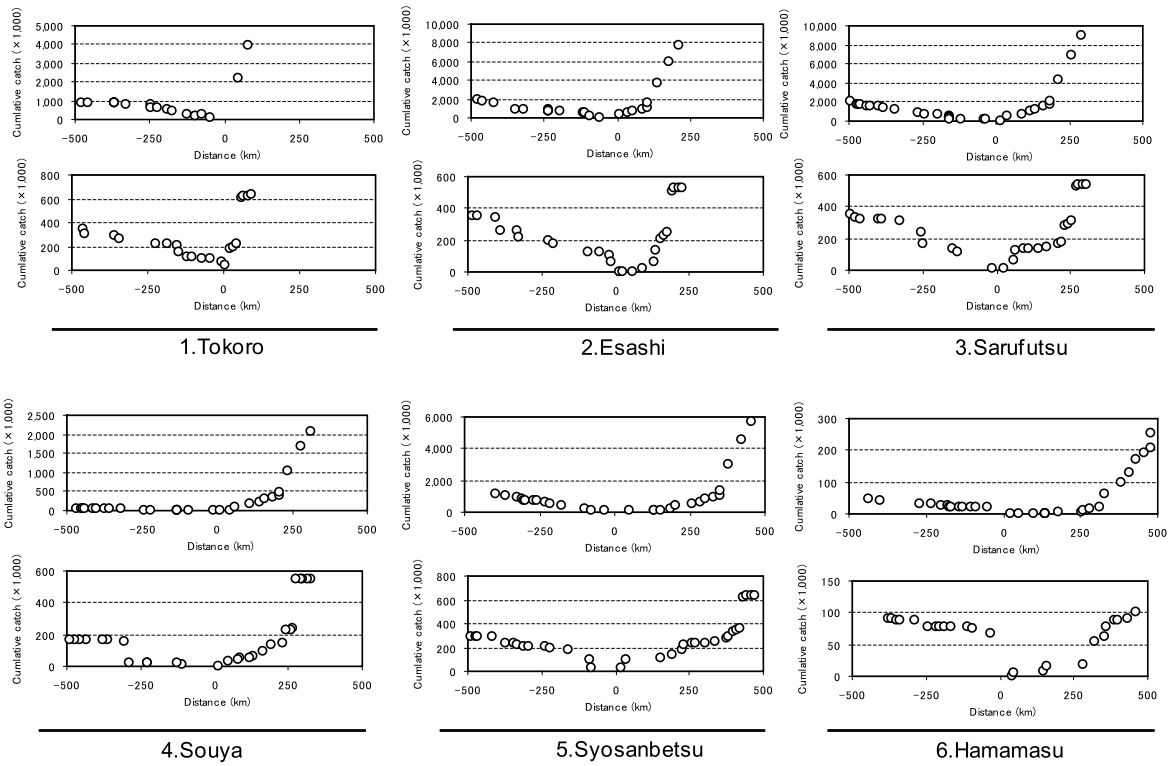 Cumlative catch (×1,000)
5,000
4,000
3,000
2,000
1,000
0
−500 −250 0 250 500
Distance (km)
Cumlative catch (×1,000)
10,000
8,000
6,000
4,000
2,000
0
−500 −250 0 250 500
Distance (km)
Cumlative catch (×1,000)
10,000
8,000
6,000
4,000
2,000
0
−500 −250 0 250 500
Distance (km)
Cumlative catch (×1,000)
800
600
400
200
0
−500 −250 0 250 500
Distance (km)
Cumlative catch (×1,000)
600
400
200
0
−500 −250 0 250 500
Distance (km)
Cumlative catch (×1,000)
600
400
200
0
−500 −250 0 250 500
Distance (km)
1.Tokoro
2.Esashi
3.Sarufutsu
Cumlative catch (×1,000)
2,500
2,000
1,500
1,000
500
0
−500 −250 0 250 500
Distance (km)
Cumlative catch (×1,000)
6,000
4,000
2,000
0
−500 −250 0 250 500
Distance (km)
Cumlative catch (×1,000)
300
200
100
0
−500 −250 0 250 500
Distance (km)
Cumlative catch (×1,000)
600
400
200
0
−500 −250 0 250 500
Distance (km)
Cumlative catch (×1,000)
800
600
400
200
0
−500 −250 0 250 500
Distance (km)
Cumlative catch (×1,000)
150
100
50
0
−500 −250 0 250 500
Distance (km)
4.Souya
5.Syosanbetsu
6.Hamamasu